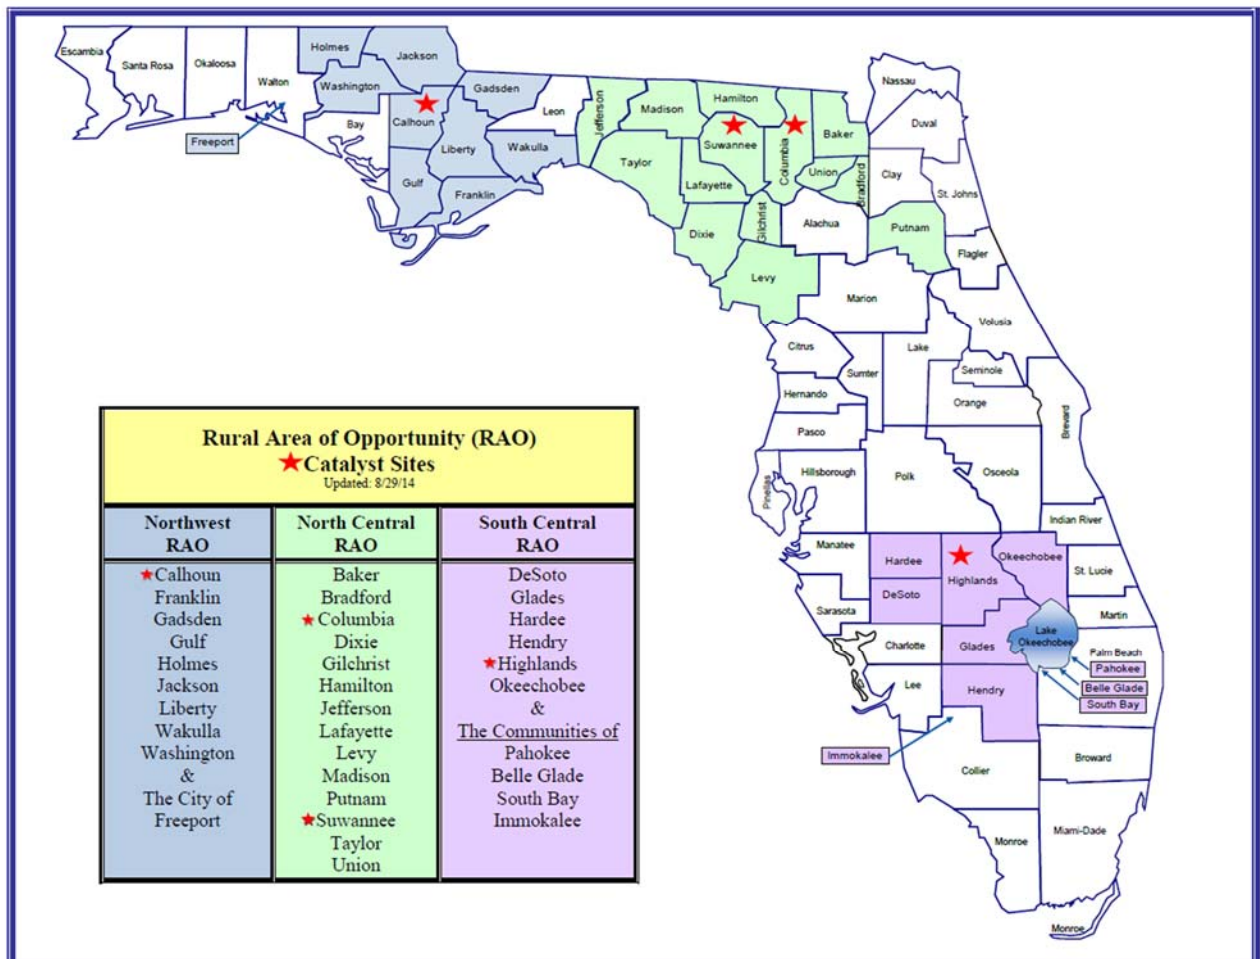 Escambia
Santa Rosa
Okaloosa
Walton
Holmes
Jackson
Washington
Bay
Freeport
Calhoun
Gadsden
Leon
Liberty
Wakulla
Gulf
Franklin
Jefferson
Madison
Hamilton
Taylor
Suwannee
Lafayette
Columbia
Baker
Union
Bradford
Dixie
Gilchrist
Levy
Alachua
Nassau
Duval
Clay
St. Johns
Putnam
Flagler
Marion
Volusia
Citrus
Sumter
Lake
Seminole
Hernando
Orange
Pasco
Brevard
Pinellas
Hillsborough
Polk
Osceola
Indian River
Manatee
Hardee
Highlands
Okeechobee
St. Lucie
Sarasota
DeSoto
Martin
Charlotte
Glades
Lake
Okeechobee
Palm Beach
Pahokee
Belle Glade
South Bay
Lee
Hendry
Immokalee
Collier
Broward
Monroe
Miami-Dade
Monroe
Rural Area of Opportunity (RAO)
Catalyst Sites
Updated: 8/29/14
Northwest
RAO
Calhoun
Franklin
Gadsden
Gulf
Holmes
Jackson
Liberty
Wakulla
Washington
&
The City of
Freeport
North Central
RAO
Baker
Bradford
Columbia
Dixie
Gilchrist
Hamilton
Jefferson
Lafayette
Levy
Madison
Putnam
Suwannee
Taylor
Union
South Central
RAO
DeSoto
Glades
Hardee
Hendry
Highlands
Okeechobee
&
The Communities of
Pahokee
Belle Glade
South Bay
Immokalee